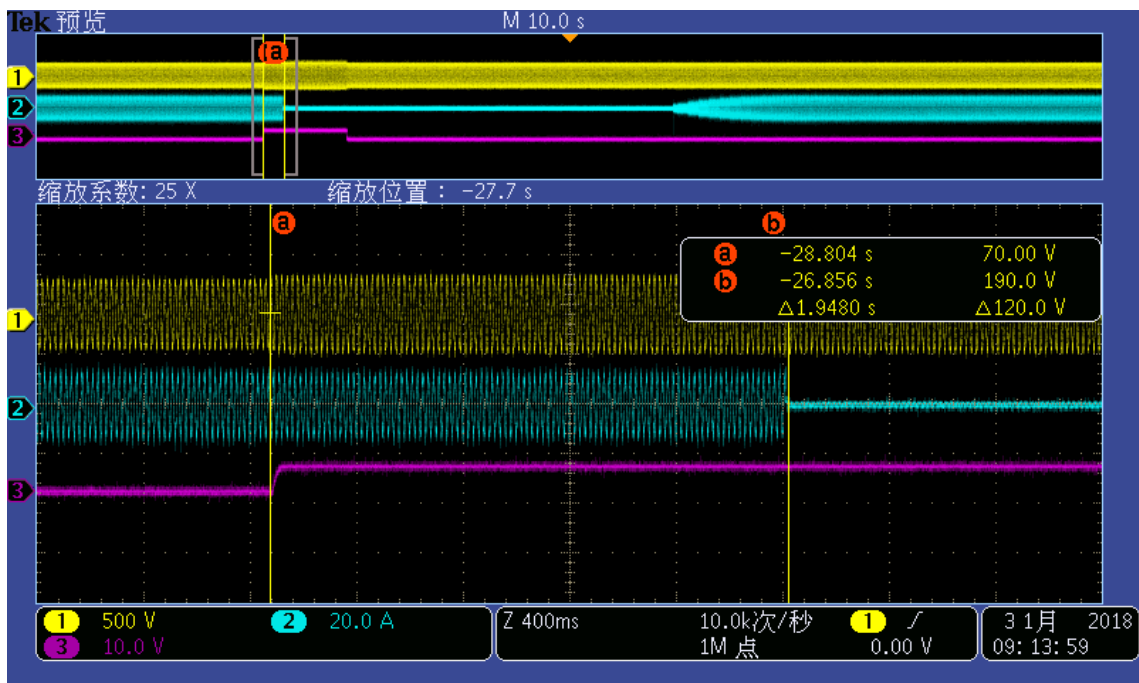 Tek 预览 M 10.0 s
a
1
2
3
缩放系数: 25 X 缩放位置: -27.7 s
a b
a -28.804 s 70.00 V
b -26.856 s 190.0 V
△1.9480 s △120.0 V
1
2
3
1 500 V 2 20.0 A Z 400ms 10.0k次/秒 1 3 1月 2018
3 10.0 V 1M 点 0.00 V 09:13:59